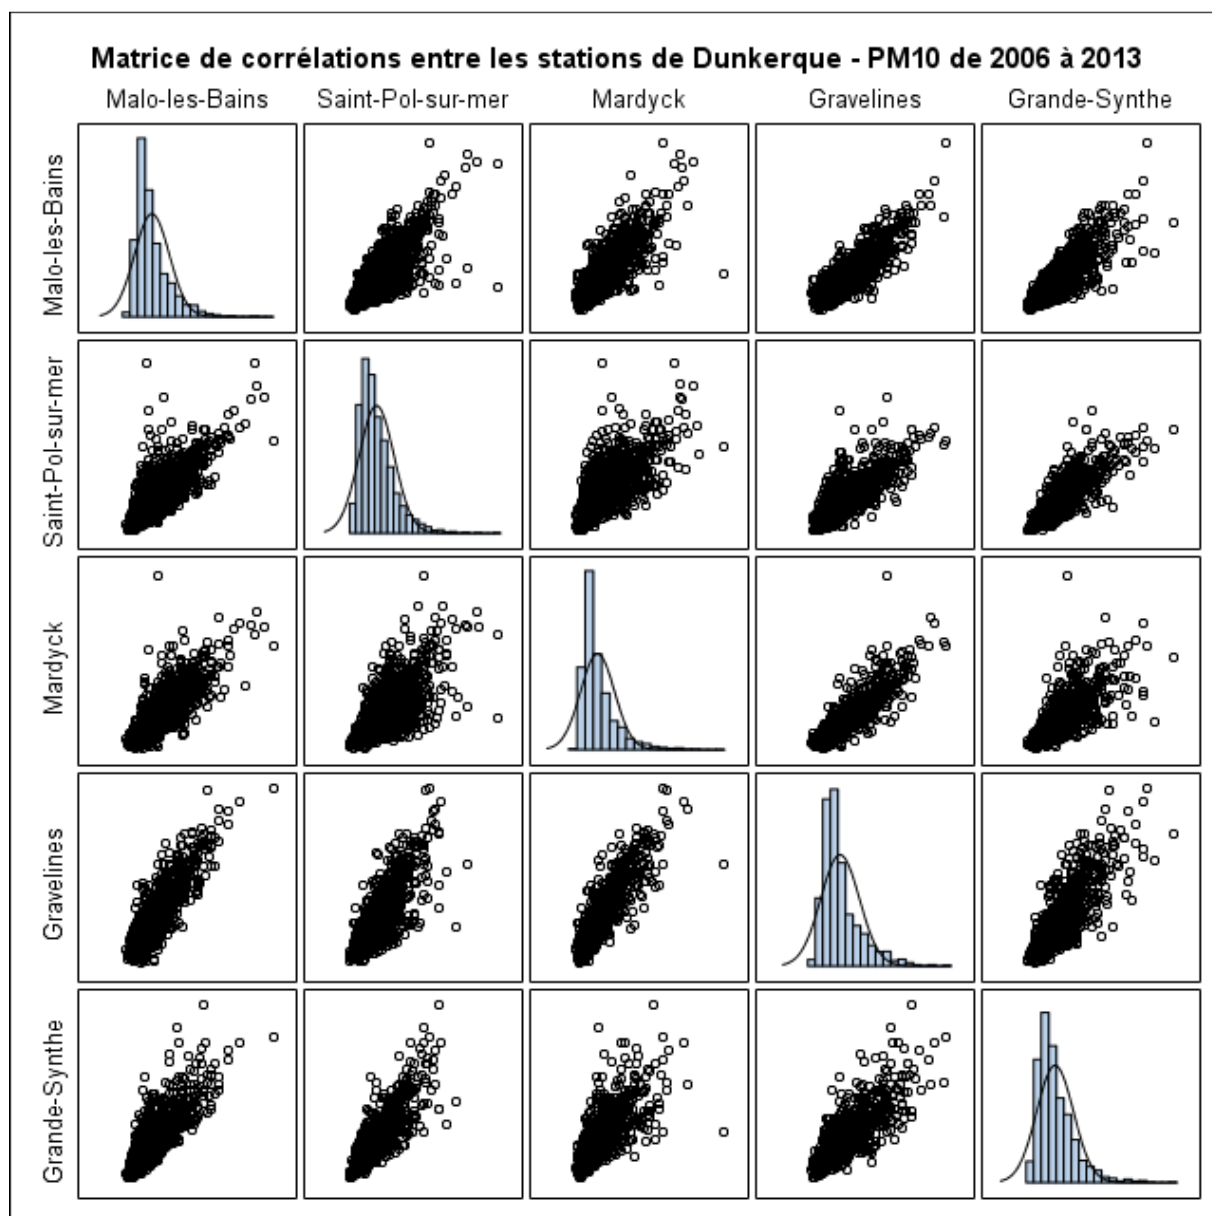 Matrice de corrélations entre les stations de Dunkerque - PM10 de 2006 à 2013
Malo-les-Bains Saint-Pol-sur-mer Mardyck Gravelines Grande-Synthe
Malo-les-Bains
Saint-Pol-sur-mer
Mardyck
Gravelines
Grande-Synthe